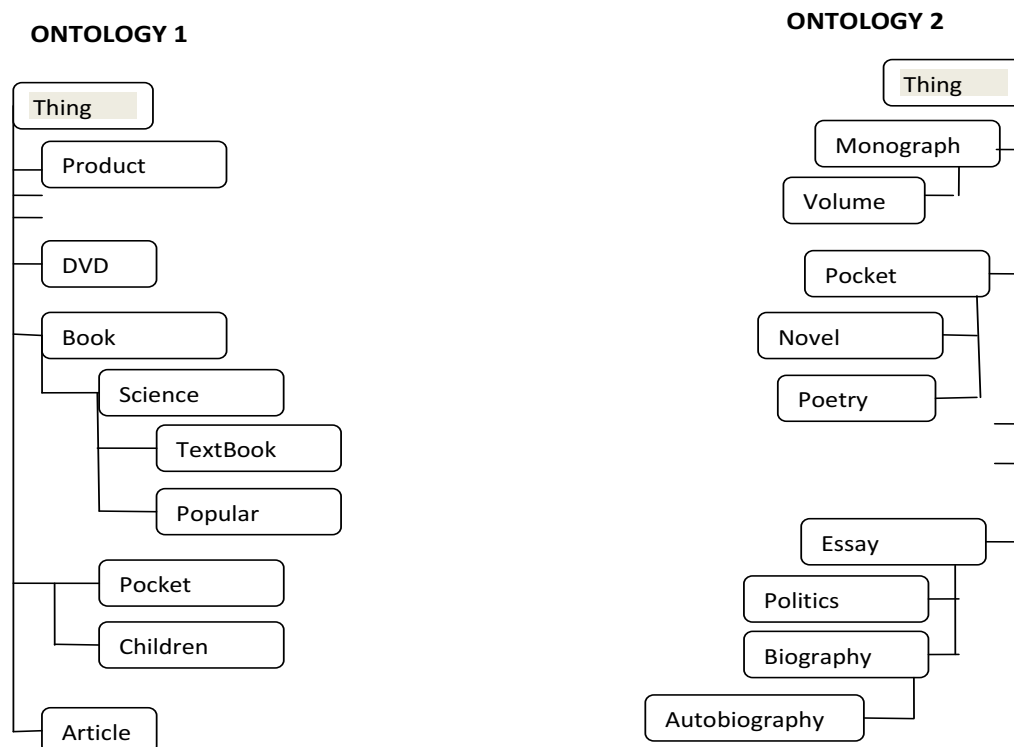 ONTOLOGY 1
Thing
Product
DVD
Book
Science
TextBook
Popular
Pocket
Children
Article
ONTOLOGY 2
Thing
Monograph
Volume
Pocket
Novel
Poetry
Essay
Politics
Biography
Autobiography